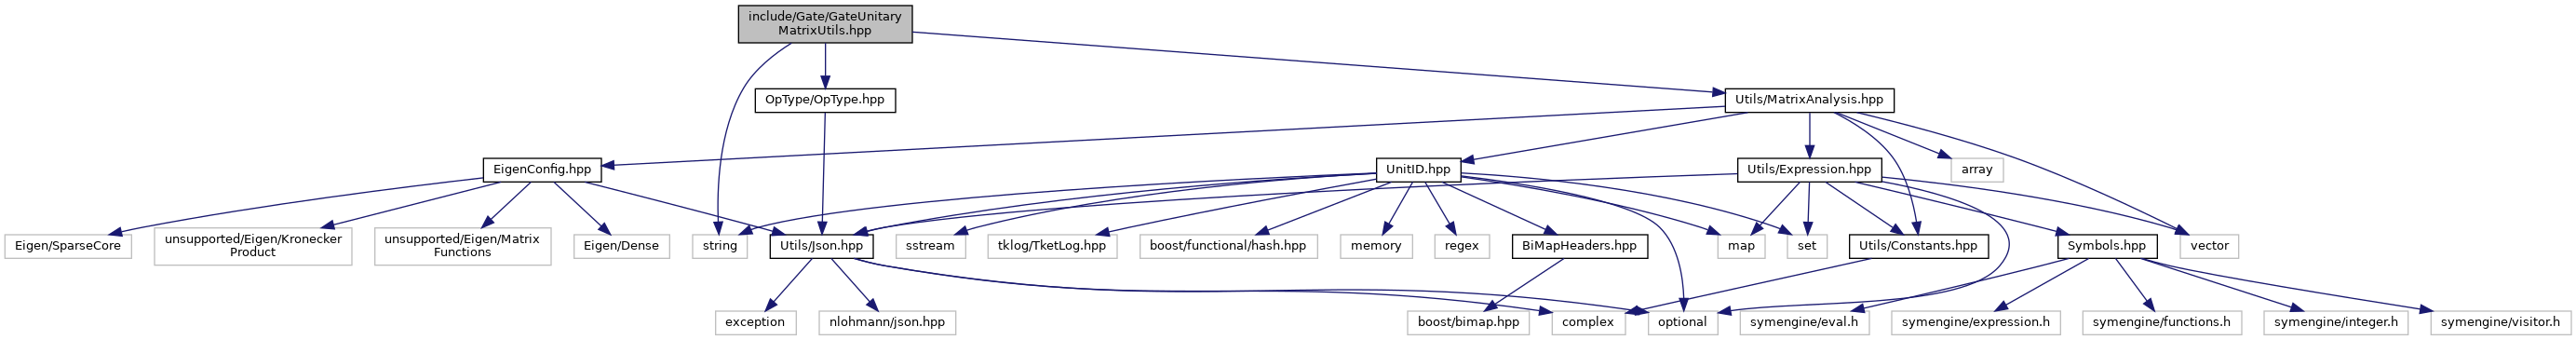 include/Gate/GateUnitary
MatrixUtils.hpp
OpType/OpType.hpp
Utils/MatrixAnalysis.hpp
EigenConfig.hpp
UnitID.hpp
Utils/Expression.hpp
array
Eigen/SparseCore
unsupported/Eigen/Kronecker
Product
unsupported/Eigen/Matrix
Functions
Eigen/Dense
string
Utils/Json.hpp
sstream
tklog/TketLog.hpp
boost/functional/hash.hpp
memory
regex
BiMapHeaders.hpp
map
set
Utils/Constants.hpp
Symbols.hpp
vector
exception
nlohmann/json.hpp
boost/bimap.hpp
complex
optional
symengine/eval.h
symengine/expression.h
symengine/functions.h
symengine/integer.h
symengine/visitor.h